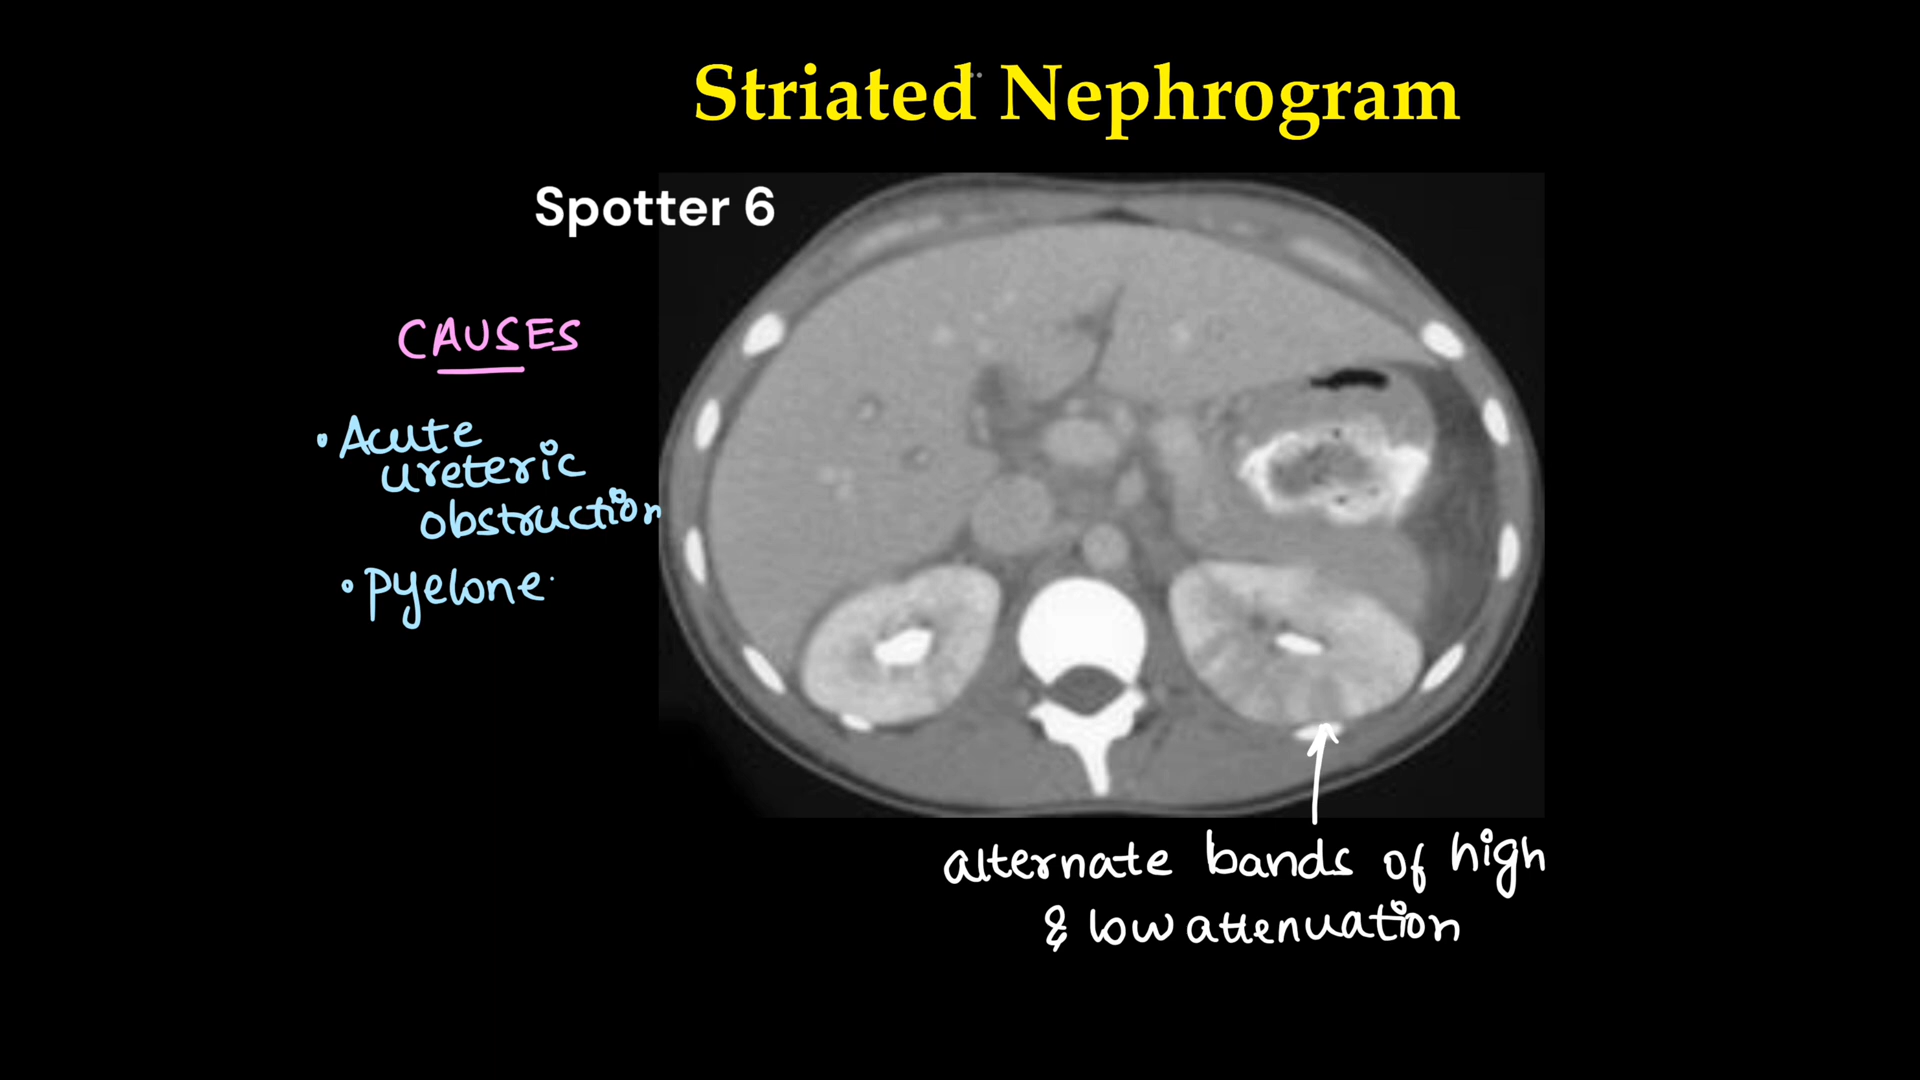 Striated Nephrogram
Spotter 6
CAUSES
• Acute
ureteric
obstruction
• Pyelone
alternate bands of high
& low attenuation